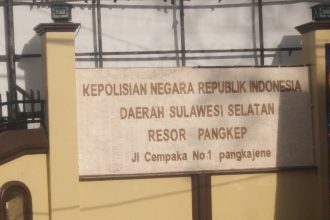 KEPOLISIAN NEGARA REPUBLIK INDONESIA
DAERAH SULAWESI SELATAN
RESOR PANGKEP
Jl Cempaka No.1 pangkajene